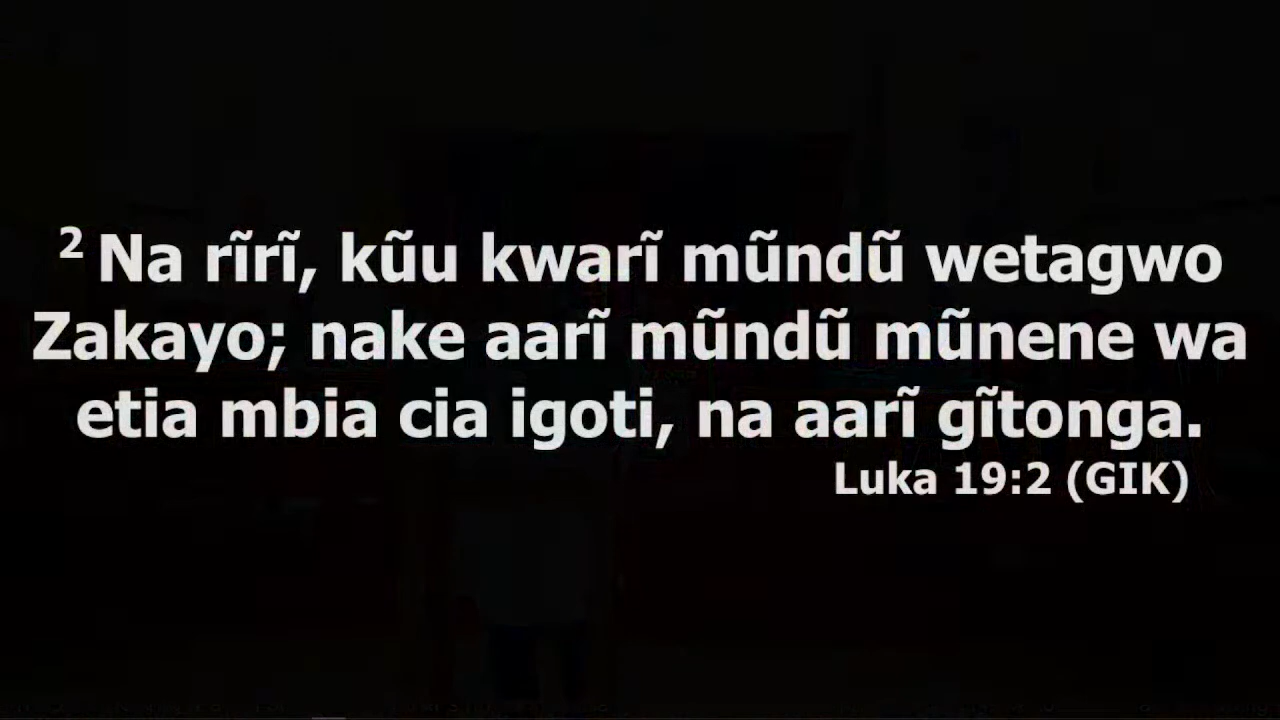 ² Na rĩrĩ, kũu kwarĩ mũndũ wetagwo
Zakayo; nake aarĩ mũndũ mũnene wa
etia mbia cia igoti, na aarĩ gĩtonga.
Luka 19:2 (GIK)